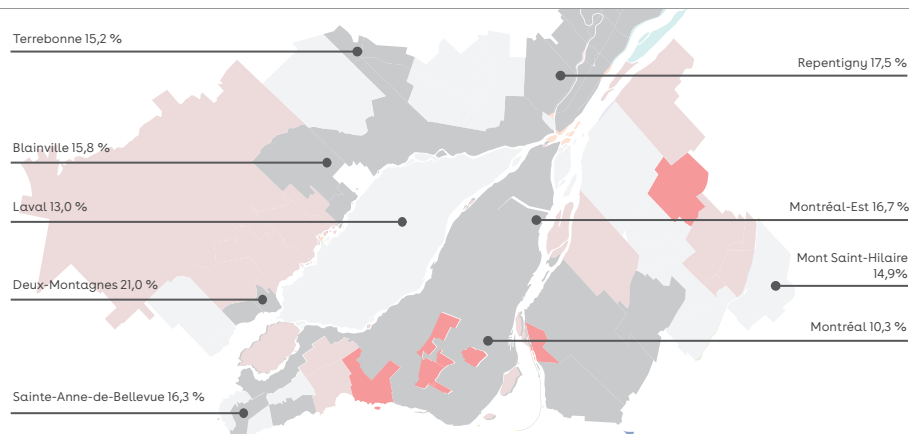 Terrebonne 15,2 %
Repentigny 17,5 %
Blainville 15,8 %
Laval 13,0 %
Montréal-Est 16,7 %
Mont Saint-Hilaire
14,9%
Deux-Montagnes 21,0 %
Montréal 10,3 %
Sainte-Anne-de-Bellevue 16,3 %